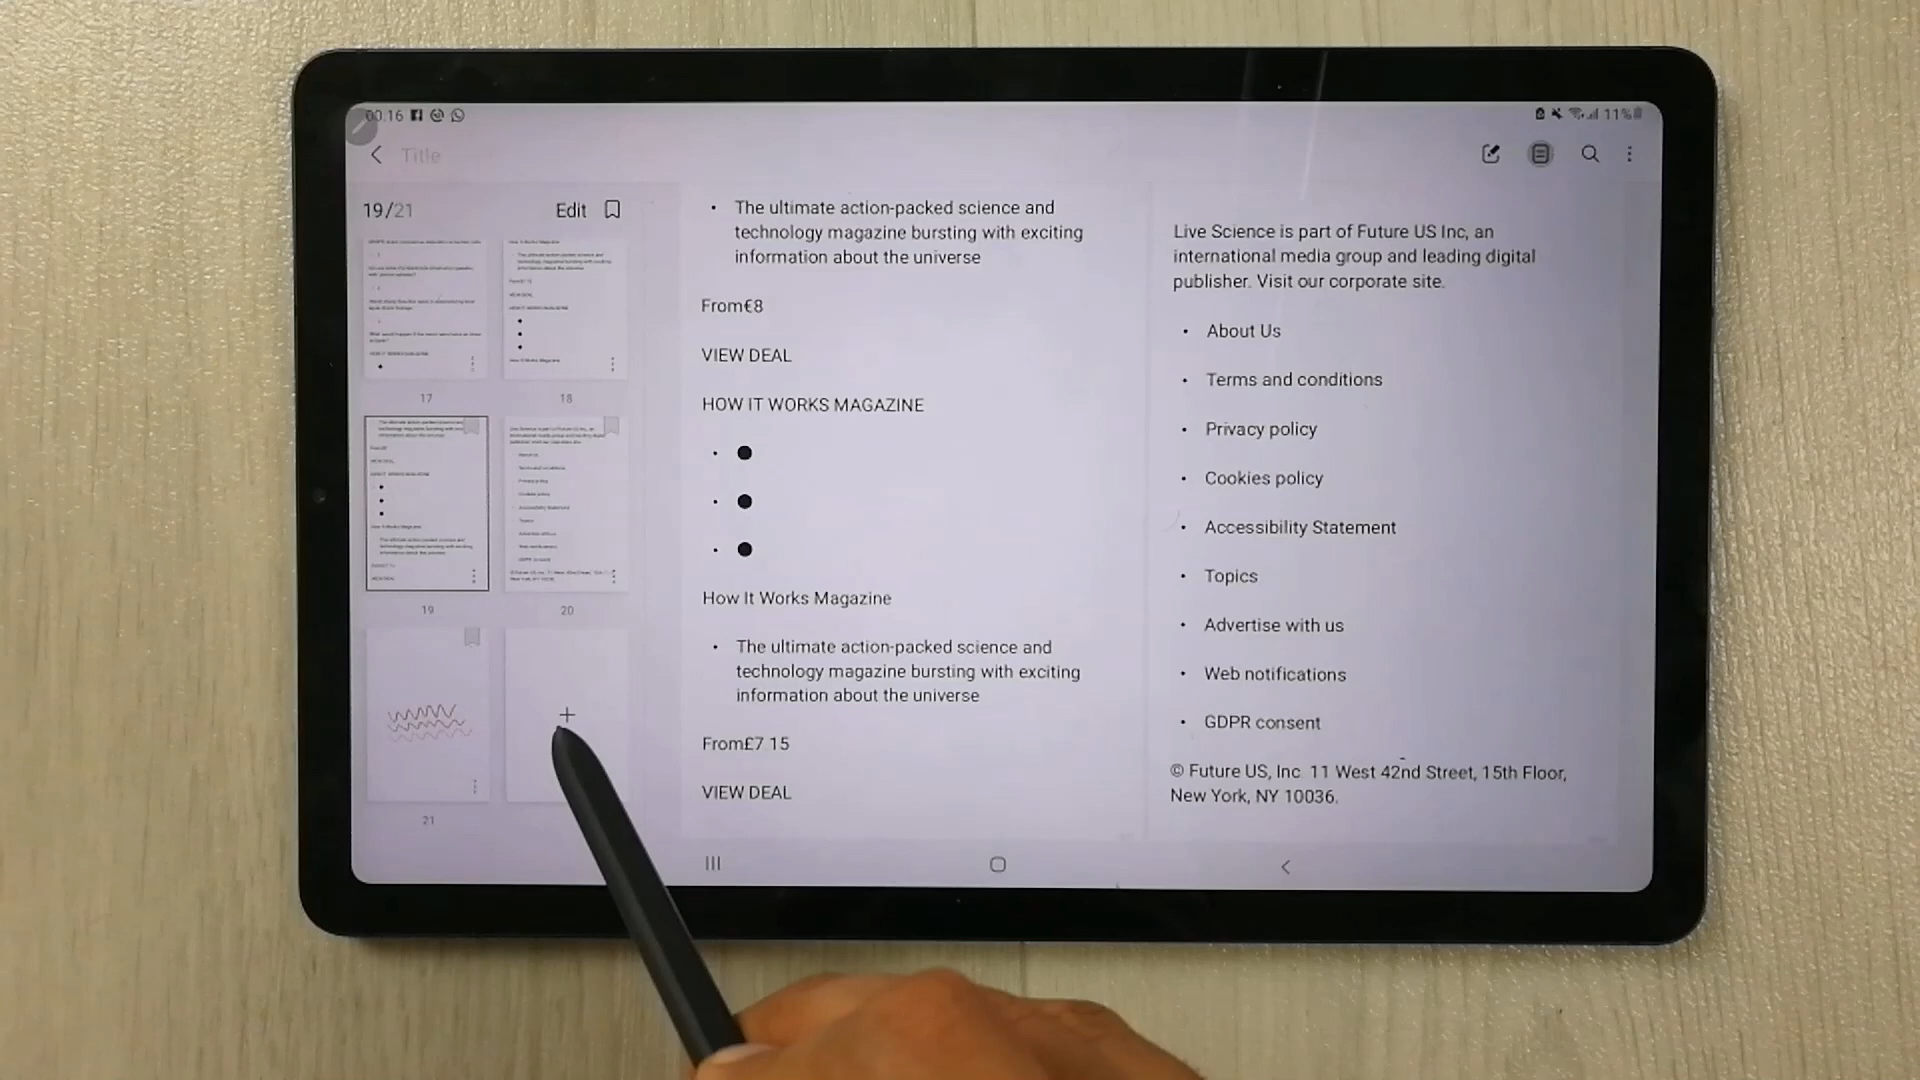 00:16
11%
Title
19/21
Edit
17
18
19
20
21
The ultimate action-packed science and
technology magazine bursting with exciting
information about the universe
From€8
VIEW DEAL
HOW IT WORKS MAGAZINE
How It Works Magazine
The ultimate action-packed science and
technology magazine bursting with exciting
information about the universe
From£7 15
VIEW DEAL
Live Science is part of Future US Inc, an
international media group and leading digital
publisher. Visit our corporate site.
About Us
Terms and conditions
Privacy policy
Cookies policy
Accessibility Statement
Topics
Advertise with us
Web notifications
GDPR consent
© Future US, Inc 11 West 42nd Street, 15th Floor,
New York, NY 10036.